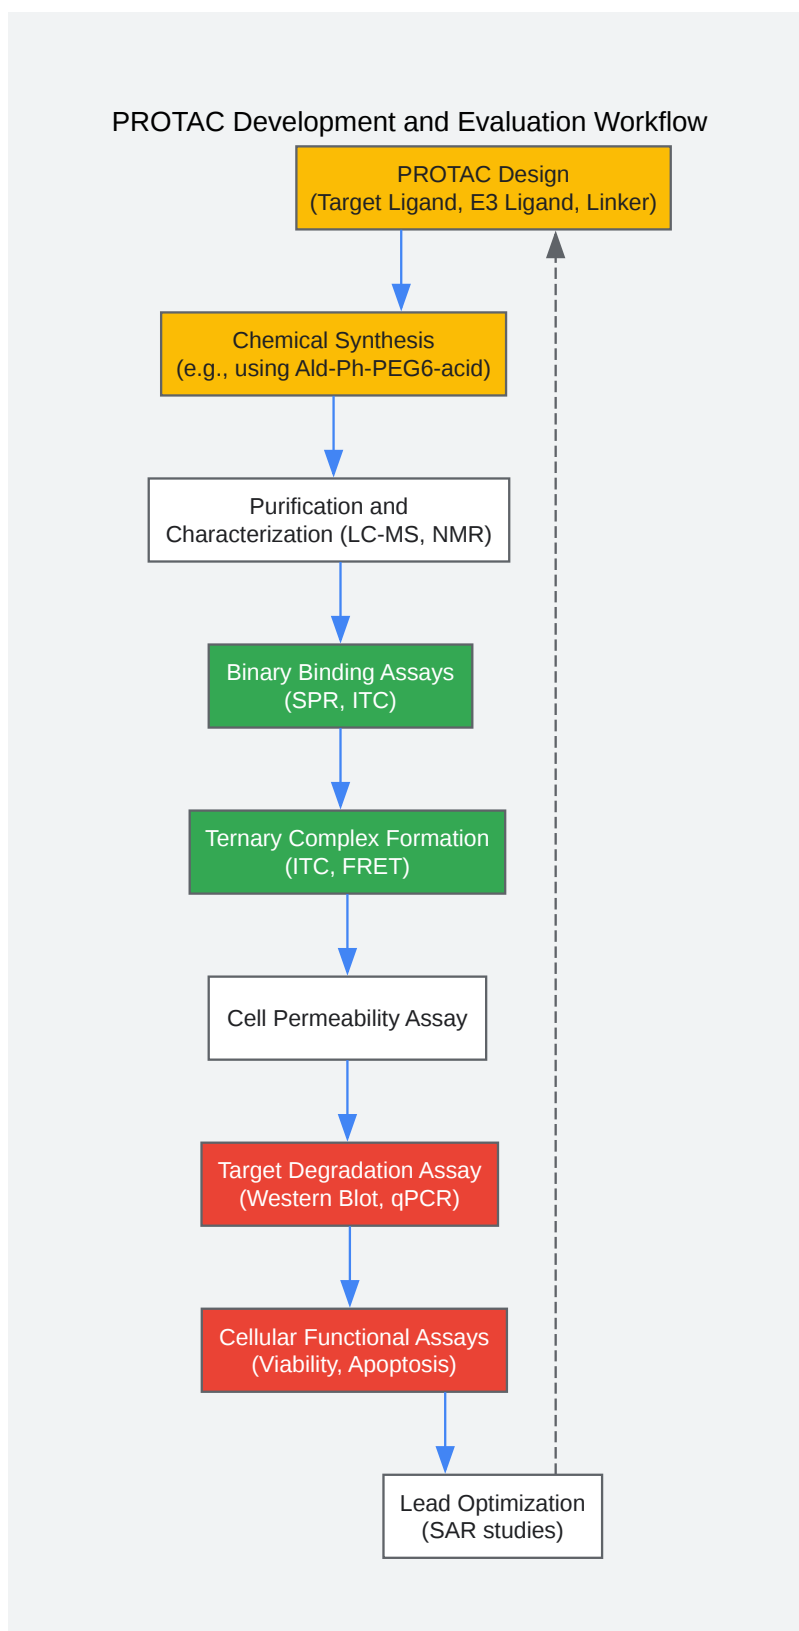 PROTAC Development and Evaluation Workflow
PROTAC Design
(Target Ligand, E3 Ligand, Linker)
Chemical Synthesis
(e.g., using Ald-Ph-PEG6-acid)
Purification and
Characterization (LC-MS, NMR)
Binary Binding Assays
(SPR, ITC)
Ternary Complex Formation
(ITC, FRET)
Cell Permeability Assay
Target Degradation Assay
(Western Blot, qPCR)
Cellular Functional Assays
(Viability, Apoptosis)
Lead Optimization
(SAR studies)